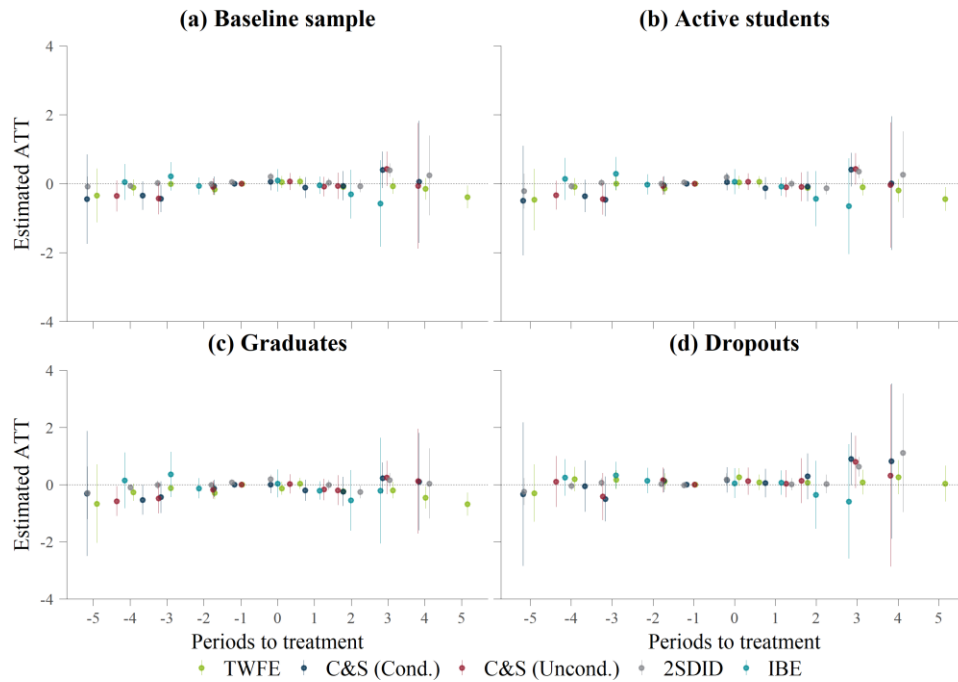 (a) Baseline sample
(b) Active students
4
2
0
-2
-4
Estimated ATT
(c) Graduates
(d) Dropouts
4
2
0
-2
-4
Estimated ATT
-5 -4 -3 -2 -1 0 1 2 3 4 5
-5 -4 -3 -2 -1 0 1 2 3 4 5
Periods to treatment
Periods to treatment
TWFE C&S (Cond.) C&S (Uncond.) 2SDID IBE